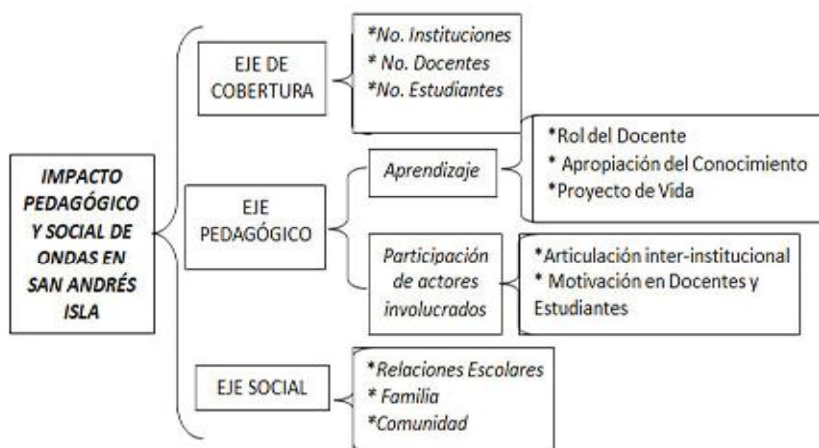 IMPACTO
PEDAGÓGICO
Y SOCIAL DE
ONDAS EN
SAN ANDRÉS
ISLA
EJE DE
COBERTURA
*No. Instituciones
* No. Docentes
*No. Estudiantes
EJE
PEDAGÓGICO
Aprendizaje
*Rol del Docente
* Apropiación del Conocimiento
*Proyecto de Vida
Participación
de actores
involucrados
*Articulación inter-institucional
* Motivación en Docentes y
Estudiantes
EJE SOCIAL
*Relaciones Escolares
* Familia
*Comunidad